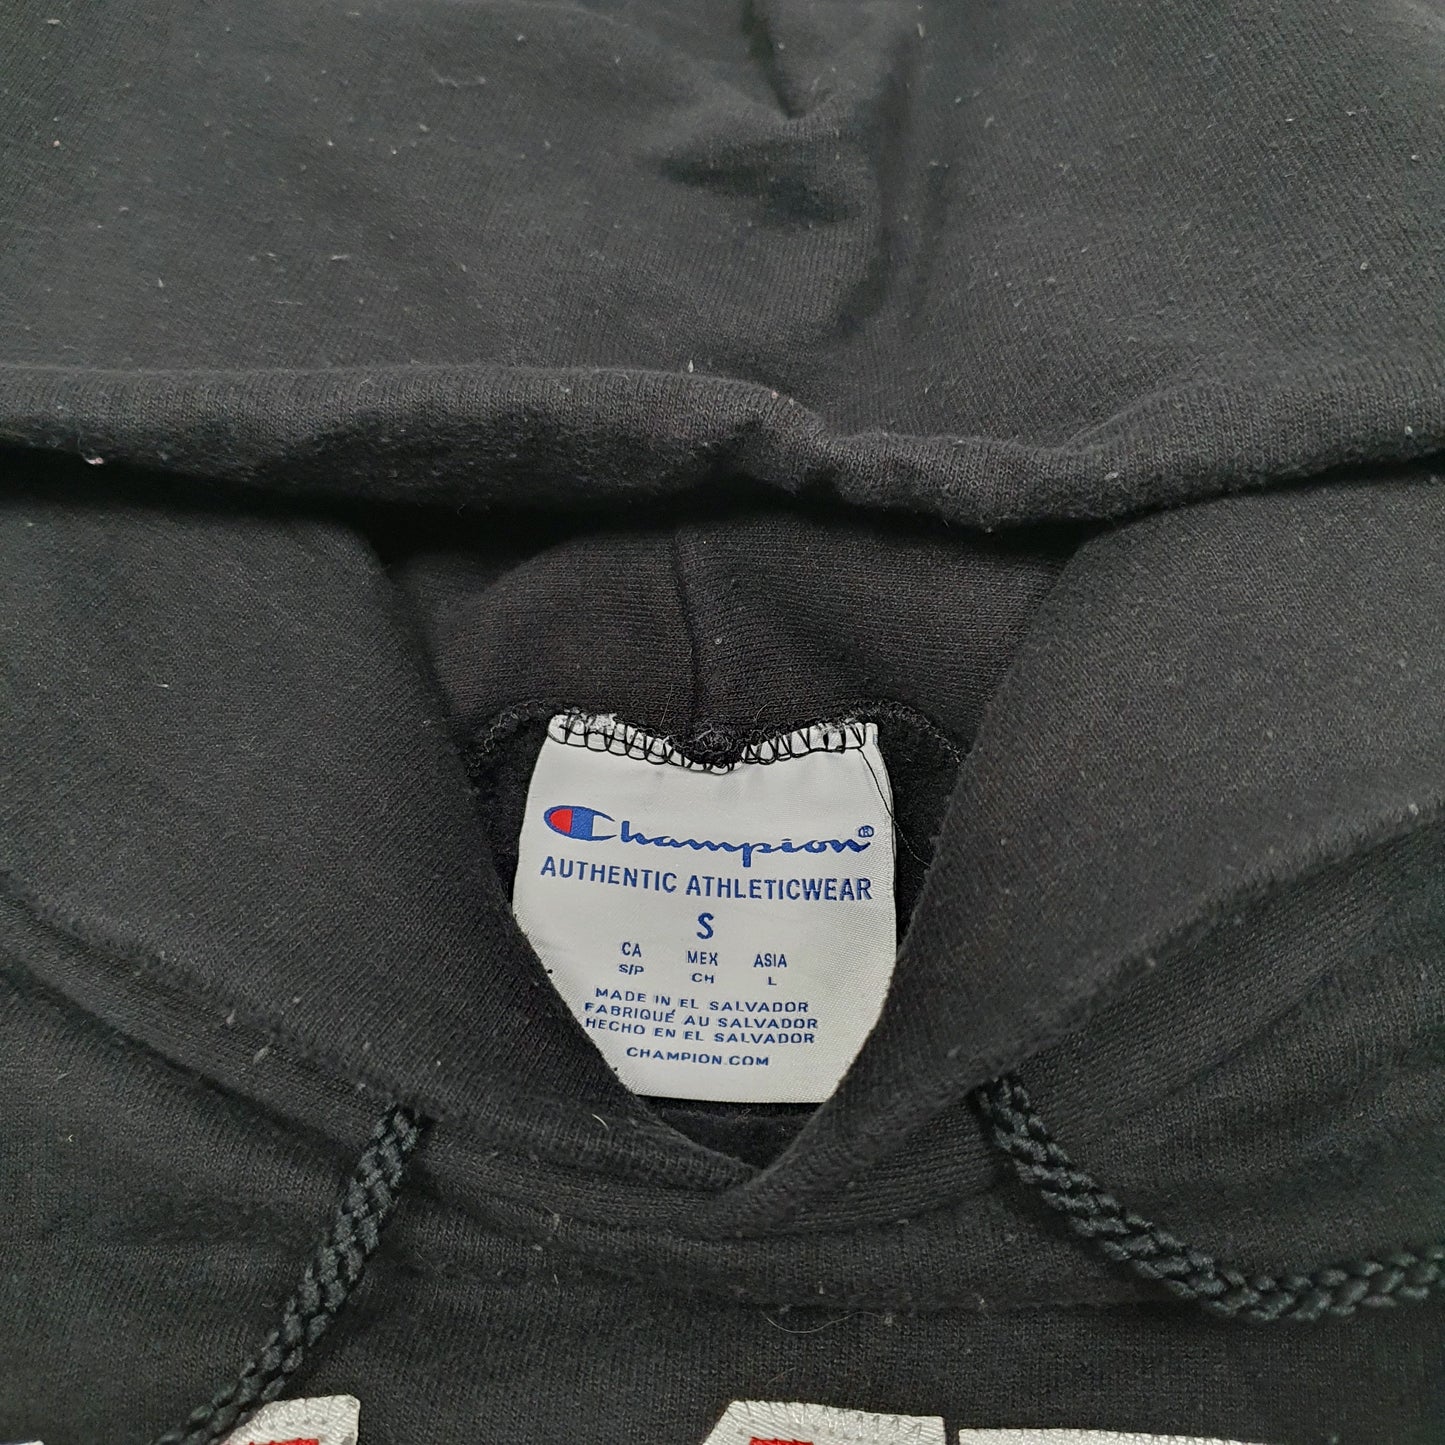 Champion®
AUTHENTIC ATHLETICWEAR
S
CA MEX ASIA
S/P CH L
MADE IN EL SALVADOR
FABRIQUÉ AU SALVADOR
HECHO EN EL SALVADOR
CHAMPION.COM